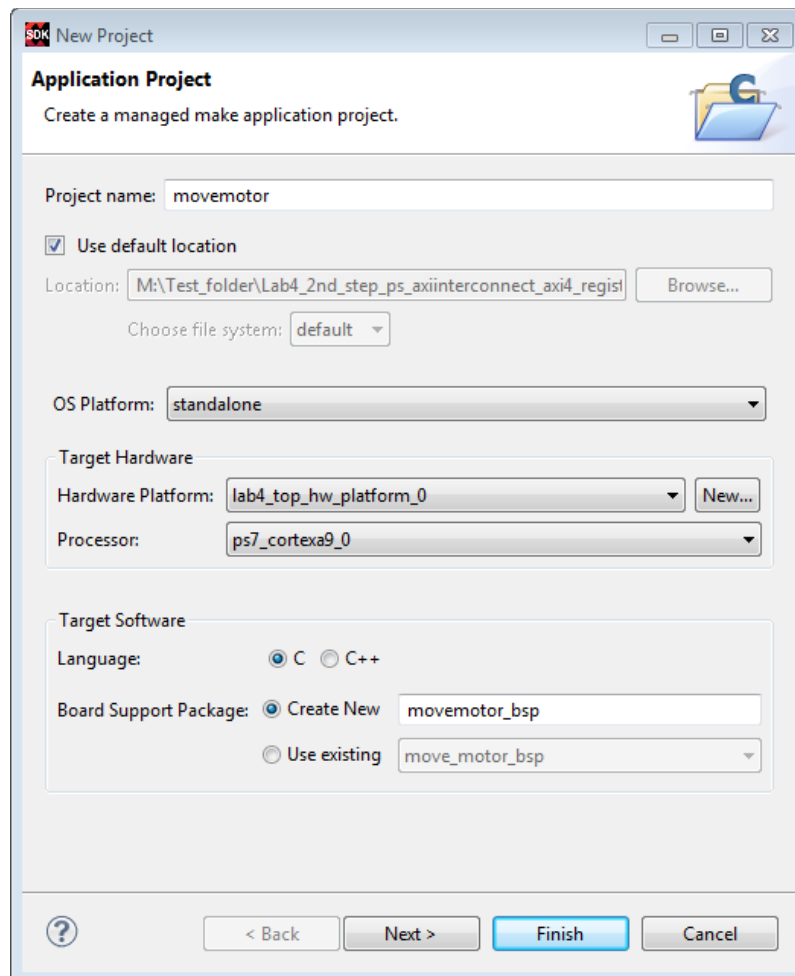 SDK New Project
Application Project
Create a managed make application project.
Project name: movemotor
Use default location
Location: M:\Test_folder\Lab4_2nd_step_ps_axiinterconnect_axi4_regist Browse...
Choose file system: default
OS Platform: standalone
Target Hardware
Hardware Platform: lab4_top_hw_platform_0 New...
Processor: ps7_cortexa9_0
Target Software
Language: C C++
Board Support Package: Create New movemotor_bsp
Use existing move_motor_bsp
? < Back Next > Finish Cancel